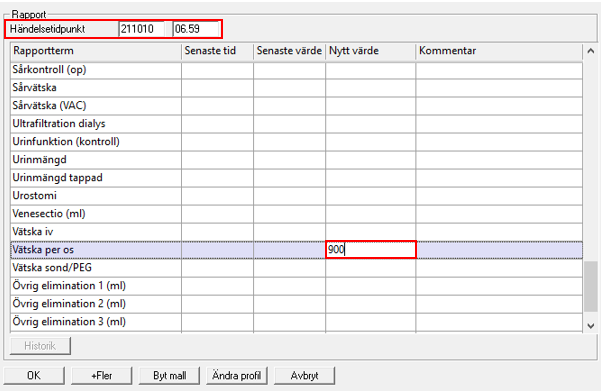 Rapport
Händelsetidpunkt 211010 06.59
Rapportterm Senaste tid Senaste värde Nytt värde Kommentar
Sårkontroll (op)
Sårvätska
Sårvätska (VAC)
Ultrafiltration dialys
Urinfunktion (kontroll)
Urinmängd
Urinmängd tappad
Urostomi
Venesectio (ml)
Vätska iv
Vätska per os 900
Vätska sond/PEG
Övrig elimination 1 (ml)
Övrig elimination 2 (ml)
Övrig elimination 3 (ml)
Historik
OK +Fler Byt mall Ändra profil Avbryt